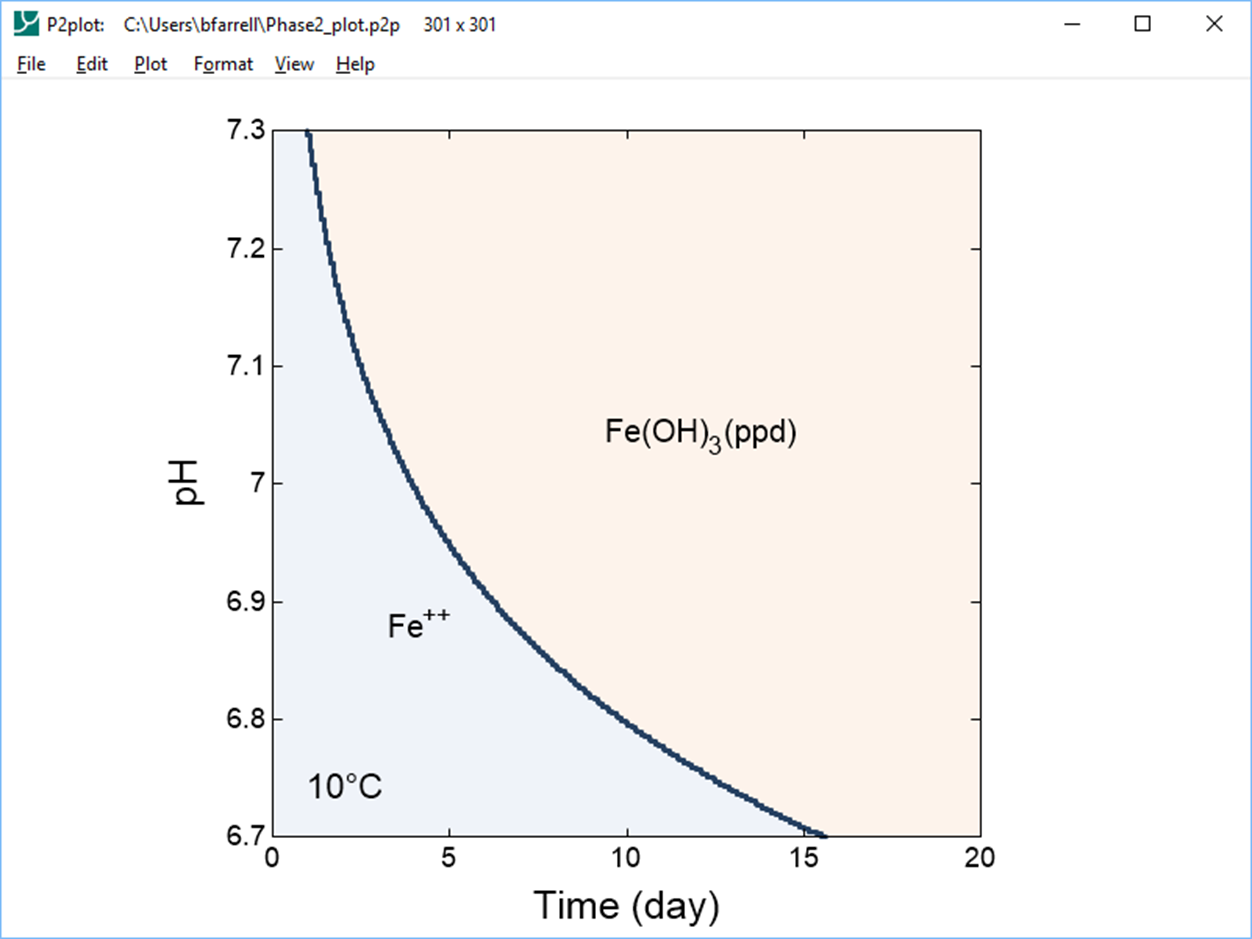 P2plot: C:\Users\bfarrell\Phase2_plot.p2p 301 x 301
File Edit Plot Format View Help
7.3
7.2
7.1
7
6.9
6.8
6.7
pH
Fe(OH)₃(ppd)
Fe⁺⁺
10°C
0 5 10 15 20
Time (day)